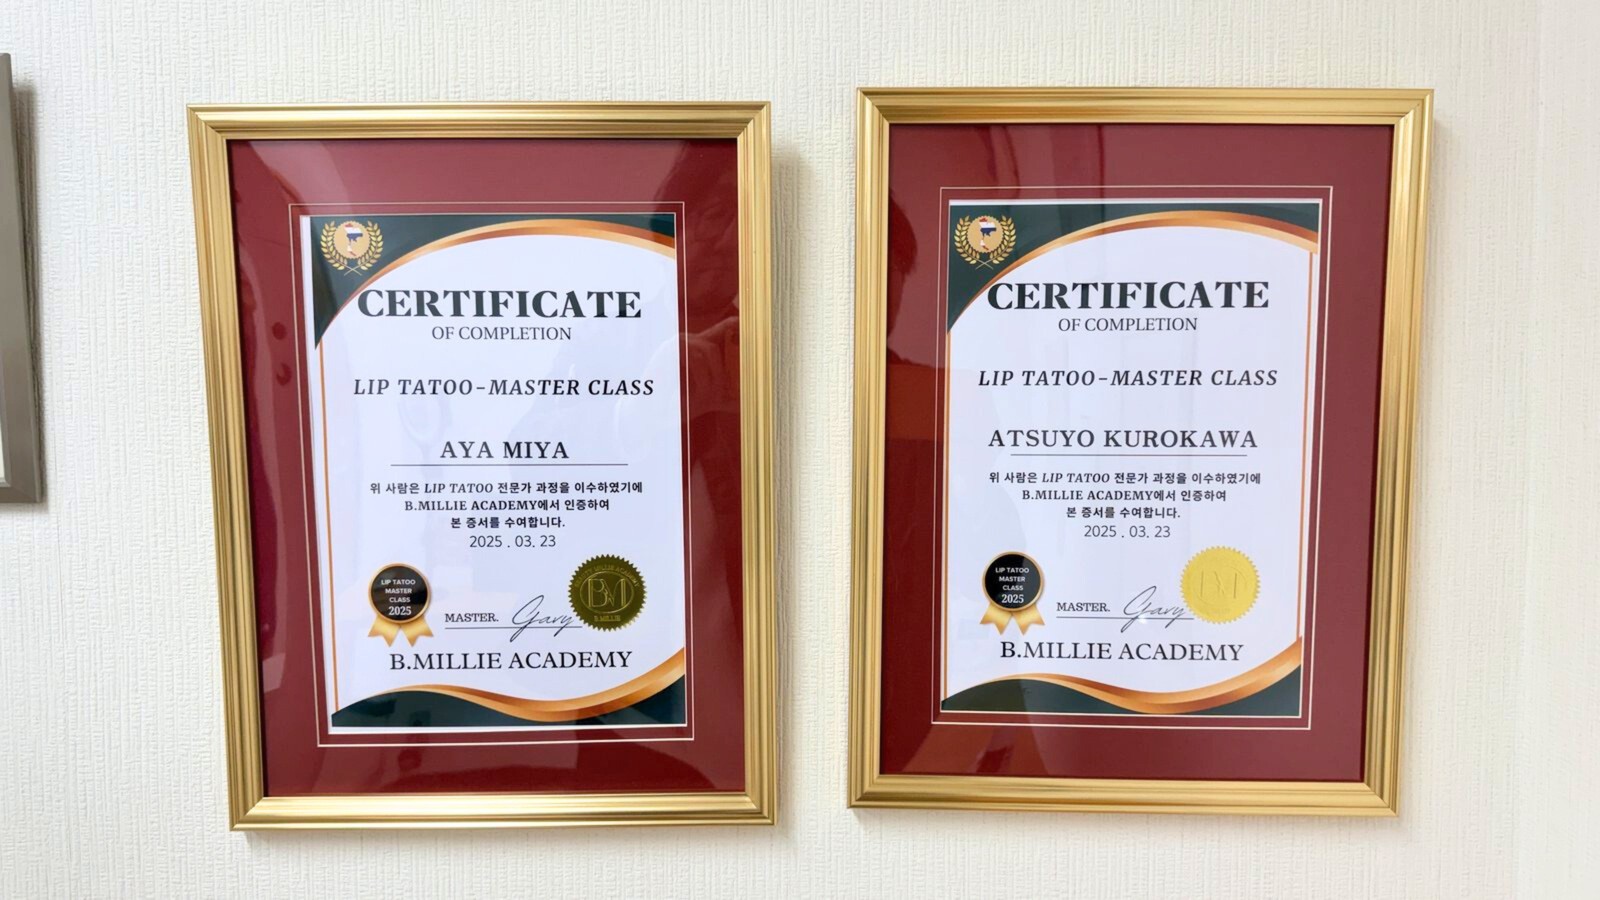 CERTIFICATE
OF COMPLETION
LIP TATOO-MASTER CLASS
AYA MIYA
위 사람은 LIP TATOO 전문가 과정을 이수하였기에
B.MILLIE ACADEMY에서 인증하여
본 증서를 수여합니다.
2025 . 03. 23
LIP TATOO
MASTER
CLASS
2025
MASTER. Gavy
BM
B.MILLIE
B.MILLIE ACADEMY
CERTIFICATE
OF COMPLETION
LIP TATOO-MASTER CLASS
ATSUYO KUROKAWA
위 사람은 LIP TATOO 전문가 과정을 이수하였기에
B.MILLIE ACADEMY에서 인증하여
본 증서를 수여합니다.
2025 . 03. 23
LIP TATOO
MASTER
CLASS
2025
MASTER. Gavy
BM
B.MILLIE ACADEMY